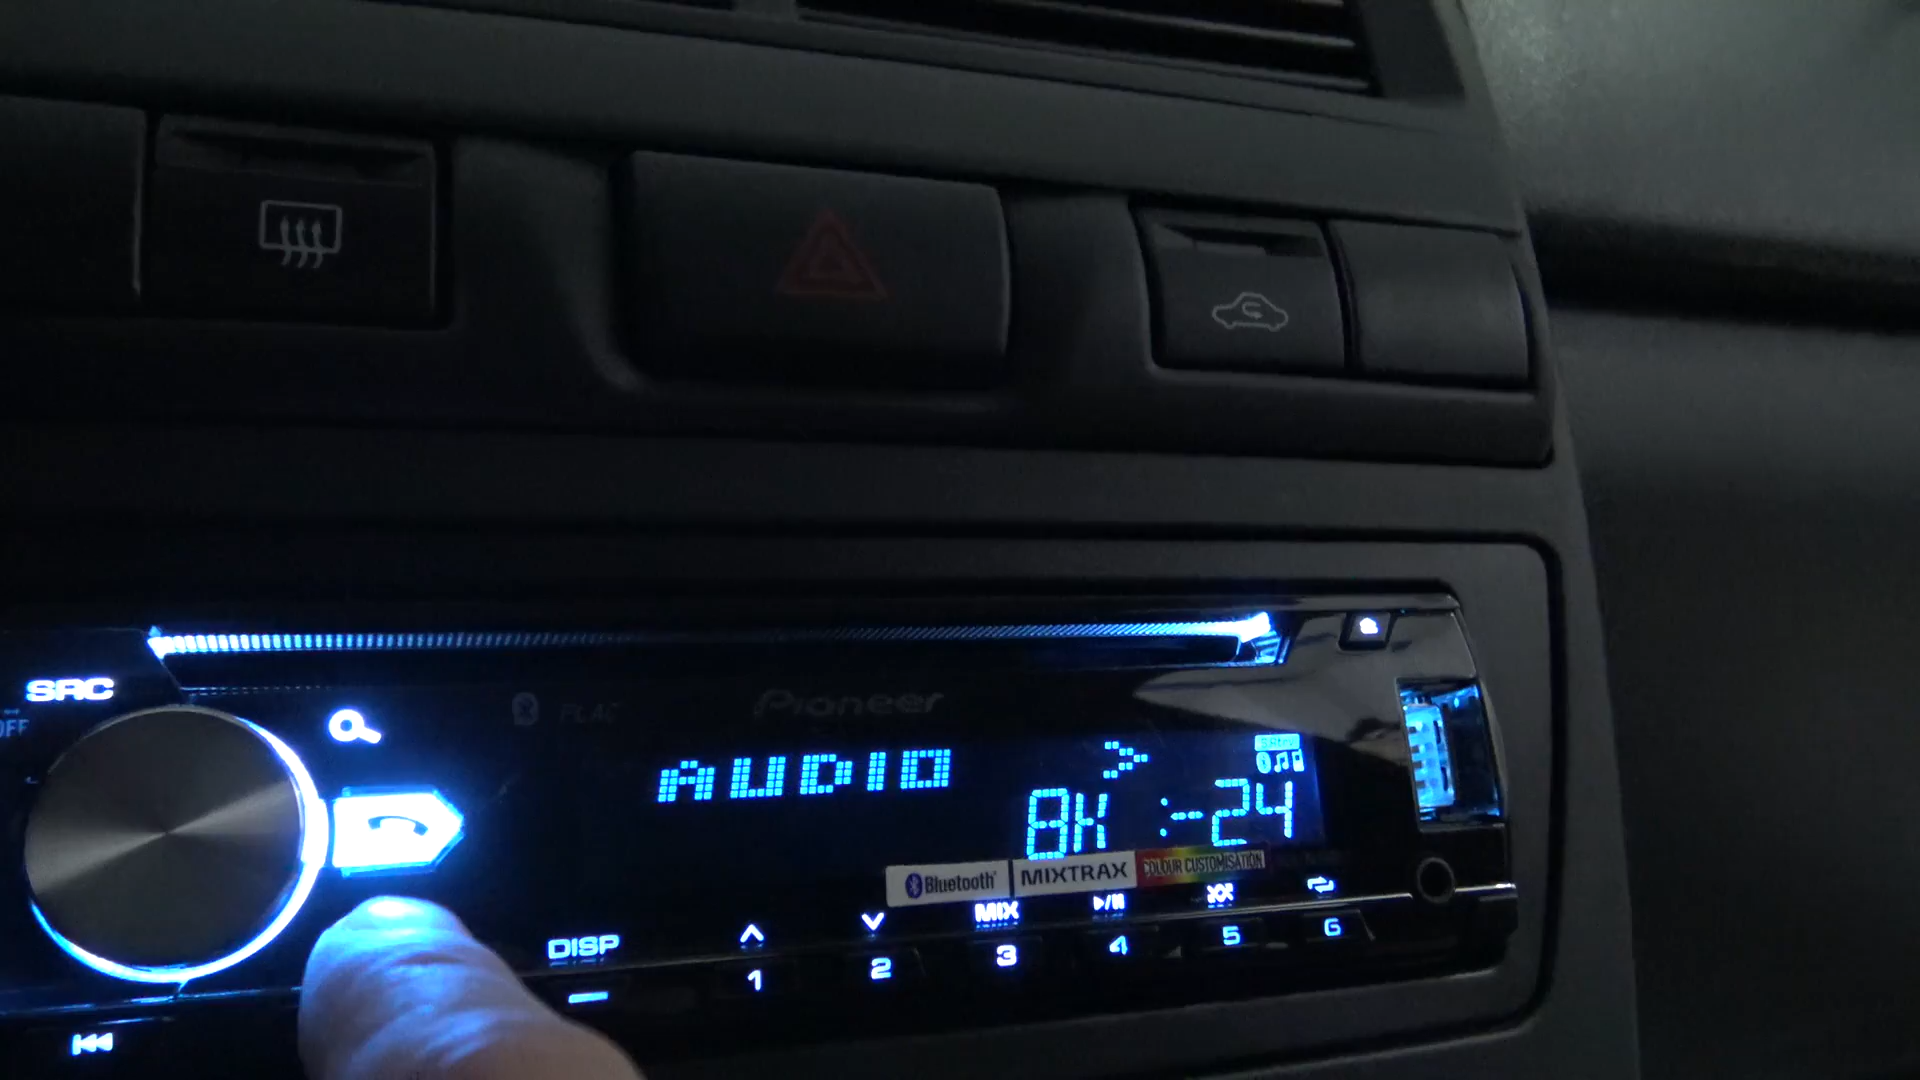 SRC
OFF
Pioneer
AUDIO
8K :-24
Bluetooth
MIXTRAX
COLOUR CUSTOMISATION
DISP
MIX
1 2 3 4 5 6